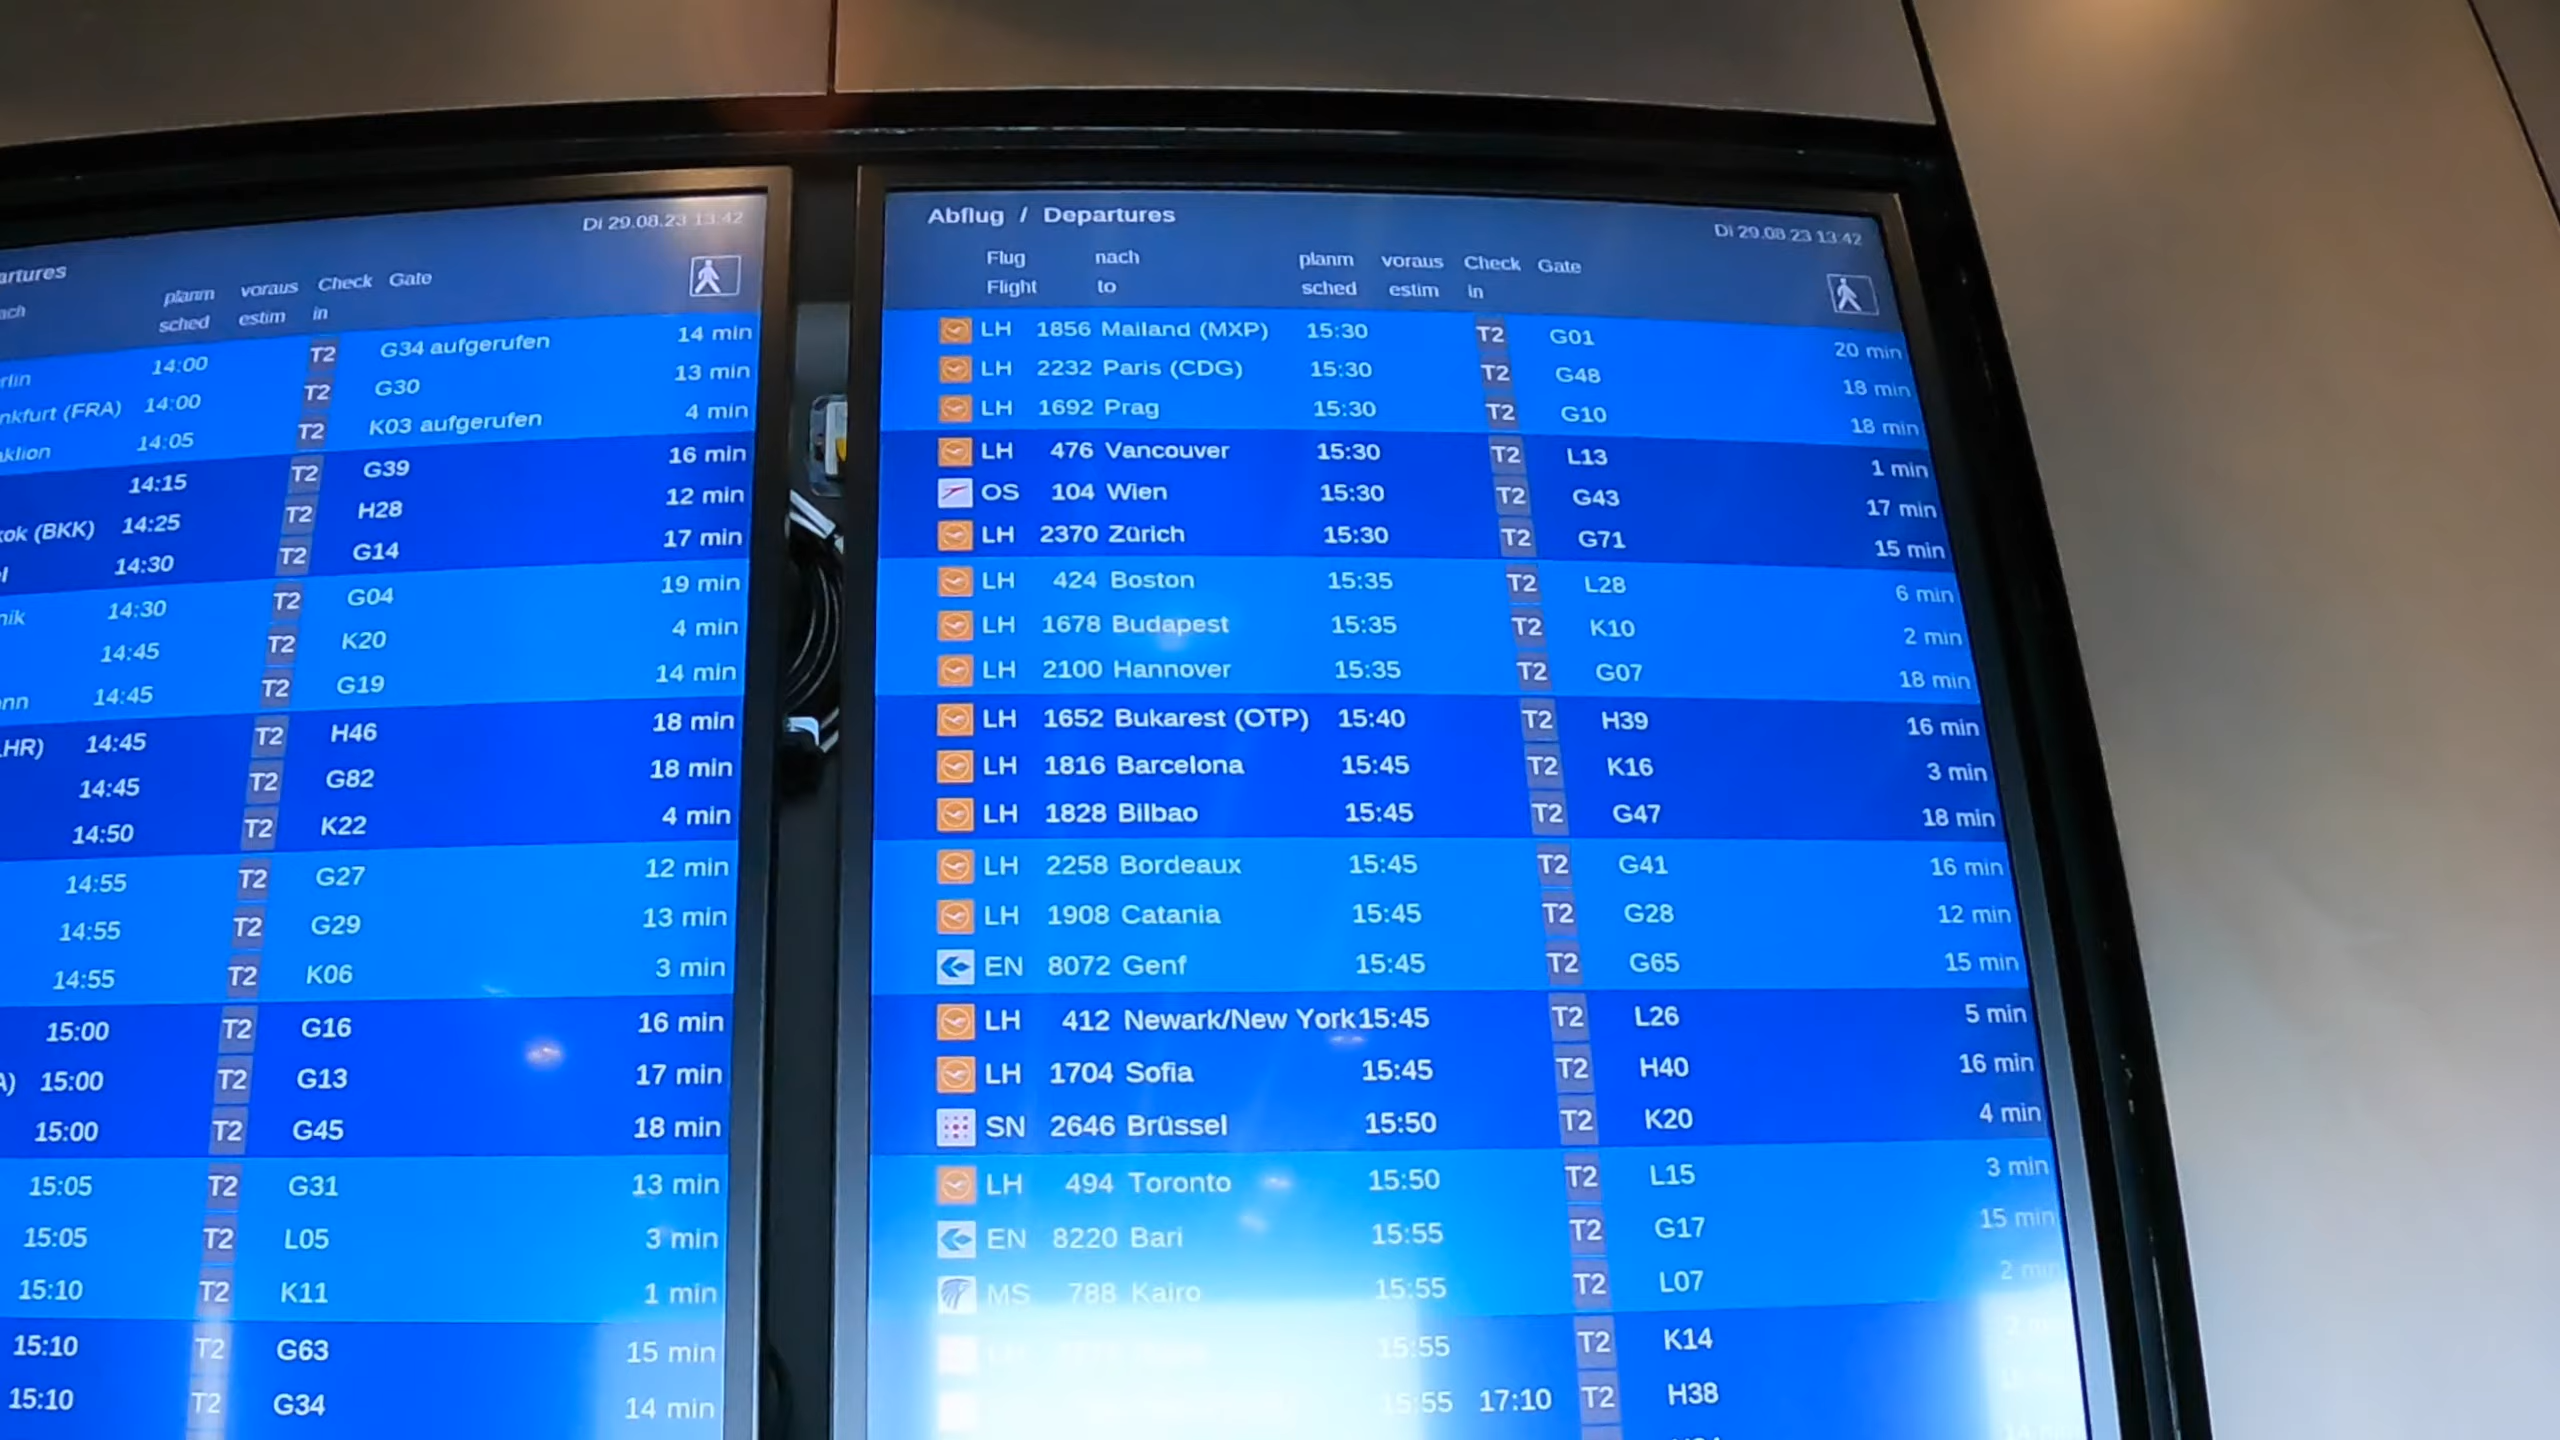 artures
Di 29.08.23 13:42
ach
planm voraus Check Gate
sched estim in
rlin 14:00 T2 G34 aufgerufen 14 min
nkfurt (FRA) 14:00 T2 G30 13 min
aklion 14:05 T2 K03 aufgerufen 4 min
14:15 T2 G39 16 min
kok (BKK) 14:25 T2 H28 12 min
l 14:30 T2 G14 17 min
nik 14:30 T2 G04 19 min
14:45 T2 K20 4 min
nn 14:45 T2 G19 14 min
LHR) 14:45 T2 H46 18 min
14:45 T2 G82 18 min
14:50 T2 K22 4 min
14:55 T2 G27 12 min
14:55 T2 G29 13 min
14:55 T2 K06 3 min
15:00 T2 G16 16 min
A) 15:00 T2 G13 17 min
15:00 T2 G45 18 min
15:05 T2 G31 13 min
15:05 T2 L05 3 min
15:10 T2 K11 1 min
15:10 T2 G63 15 min
15:10 T2 G34 14 min
Abflug / Departures Di 29.08.23 13:42
Flug nach planm voraus Check Gate
Flight to sched estim in
LH 1856 Mailand (MXP) 15:30 T2 G01 20 min
LH 2232 Paris (CDG) 15:30 T2 G48 18 min
LH 1692 Prag 15:30 T2 G10 18 min
LH 476 Vancouver 15:30 T2 L13 1 min
OS 104 Wien 15:30 T2 G43 17 min
LH 2370 Zürich 15:30 T2 G71 15 min
LH 424 Boston 15:35 T2 L28 6 min
LH 1678 Budapest 15:35 T2 K10 2 min
LH 2100 Hannover 15:35 T2 G07 18 min
LH 1652 Bukarest (OTP) 15:40 T2 H39 16 min
LH 1816 Barcelona 15:45 T2 K16 3 min
LH 1828 Bilbao 15:45 T2 G47 18 min
LH 2258 Bordeaux 15:45 T2 G41 16 min
LH 1908 Catania 15:45 T2 G28 12 min
EN 8072 Genf 15:45 T2 G65 15 min
LH 412 Newark/New York 15:45 T2 L26 5 min
LH 1704 Sofia 15:45 T2 H40 16 min
SN 2646 Brüssel 15:50 T2 K20 4 min
LH 494 Toronto 15:50 T2 L15 3 min
EN 8220 Bari 15:55 T2 G17 15 min
MS 788 Kairo 15:55 T2 L07 2 min
15:55 T2 K14
15:55 17:10 T2 H38